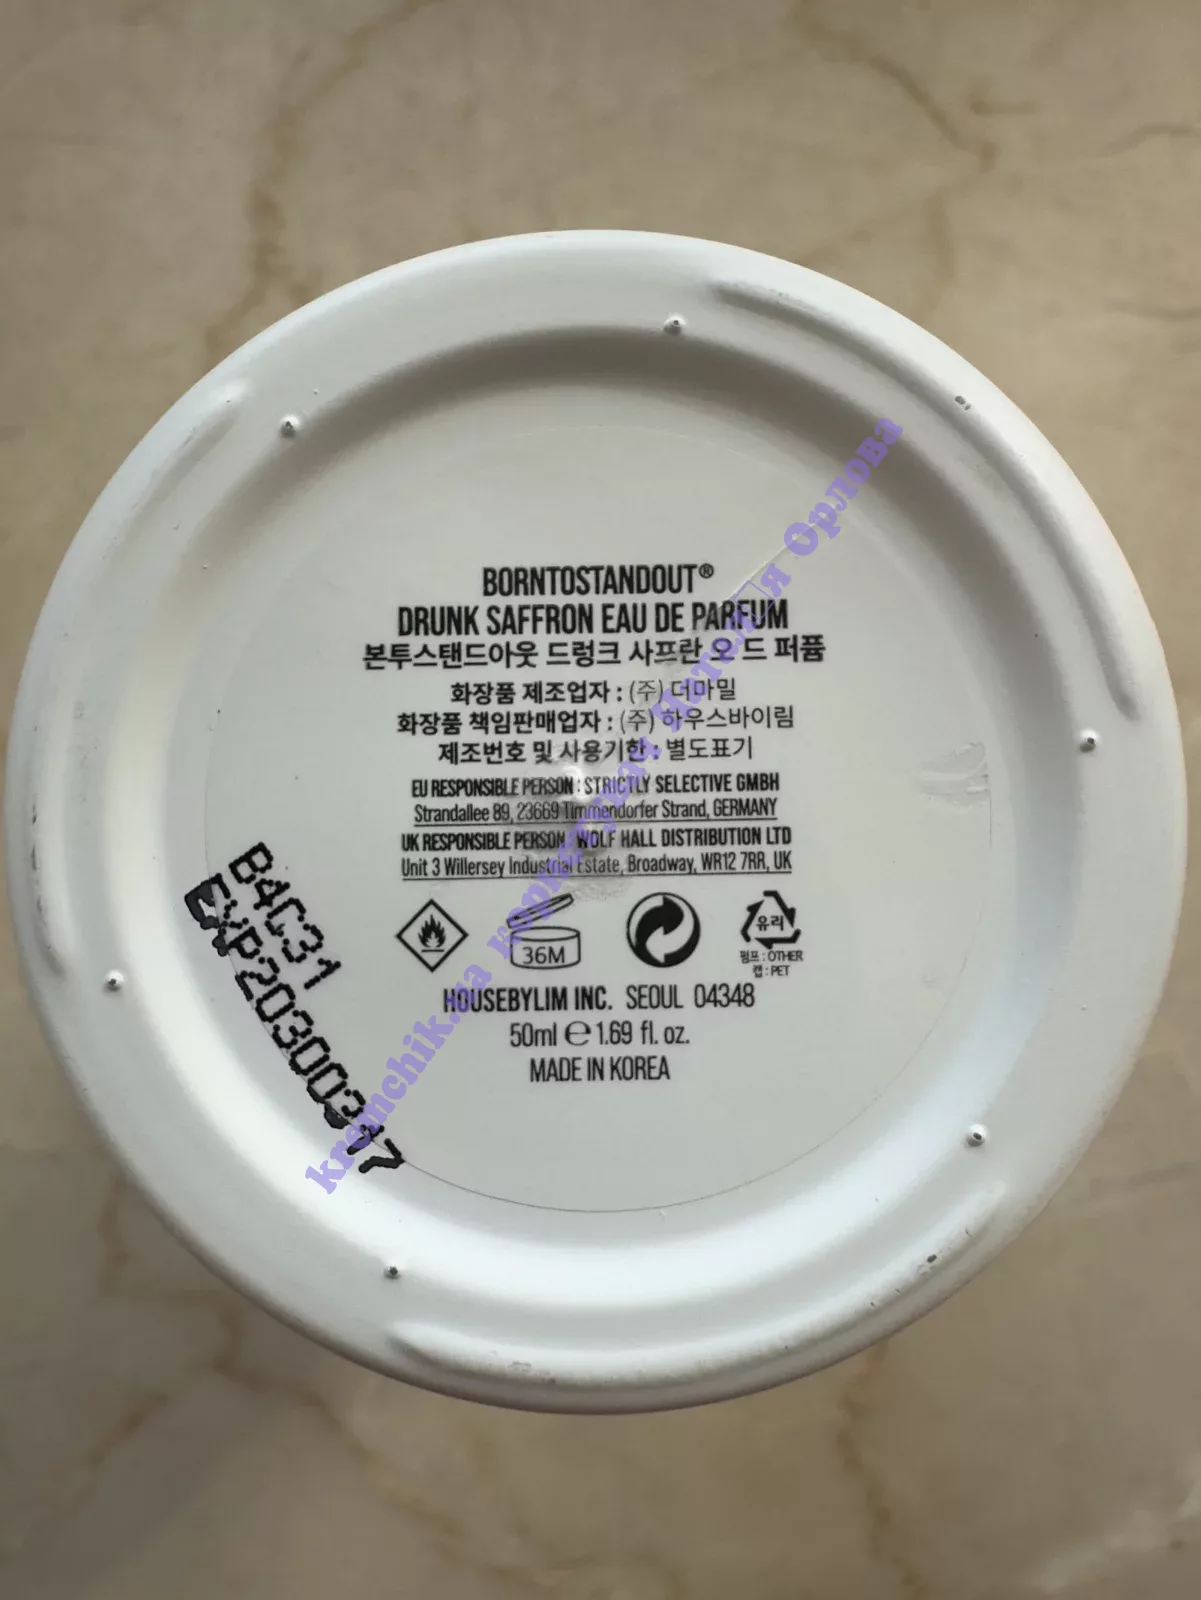 BORNTOSTANDOUT®
DRUNK SAFFRON EAU DE PARFUM
본투스탠드아웃 드렁크 사프란 오 드 퍼퓸
화장품 제조업자 : (주) 더마밀
화장품 책임판매업자 : (주) 하우스바이림
제조번호 및 사용기한 : 별도표기
EU RESPONSIBLE PERSON : STRICTLY SELECTIVE GMBH
Strandallee 89, 23669 Timmendorfer Strand, GERMANY
UK RESPONSIBLE PERSON: WOLF HALL DISTRIBUTION LTD
Unit 3 Willersey Industrial Estate, Broadway, WR12 7RR, UK
36M
유리
펌프 : OTHER
캡 : PET
HOUSEBYLIM INC. SEOUL 04348
50ml ℮ 1.69 fl. oz.
MADE IN KOREA
B4C31
EXP20300317
kremchik.ua Орлова